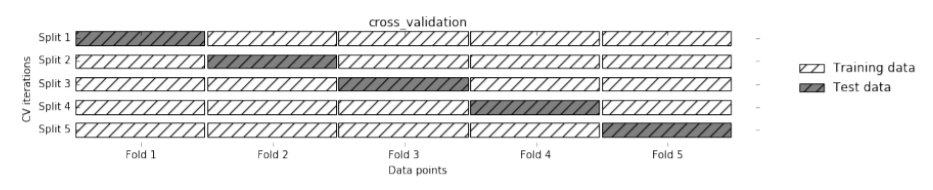 cross_validation
Split 1
Split 2
Split 3
Split 4
Split 5
CV iterations
Fold 1 Fold 2 Fold 3 Fold 4 Fold 5
Data points
Training data
Test data